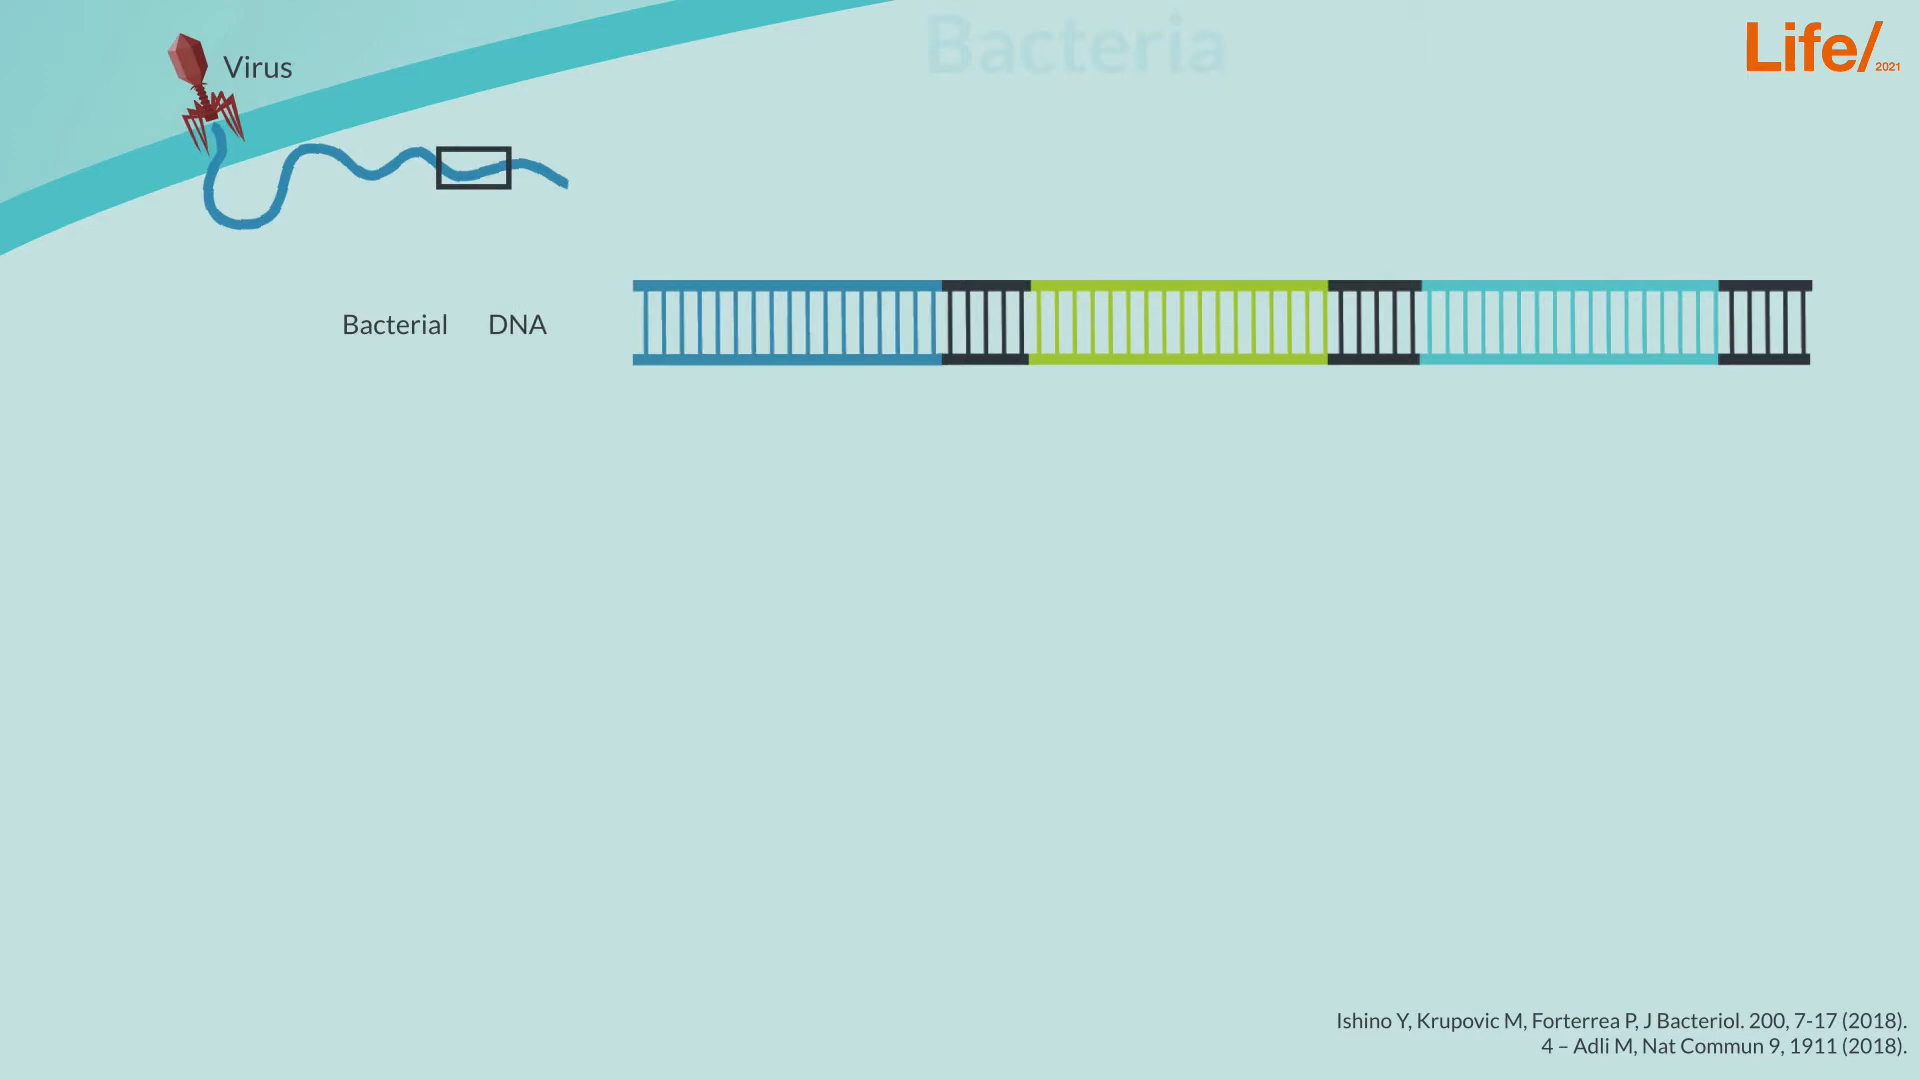 Bacteria
Life/ 2021
Virus
Bacterial DNA
Ishino Y, Krupovic M, Forterrea P, J Bacteriol. 200, 7-17 (2018).
4 – Adli M, Nat Commun 9, 1911 (2018).